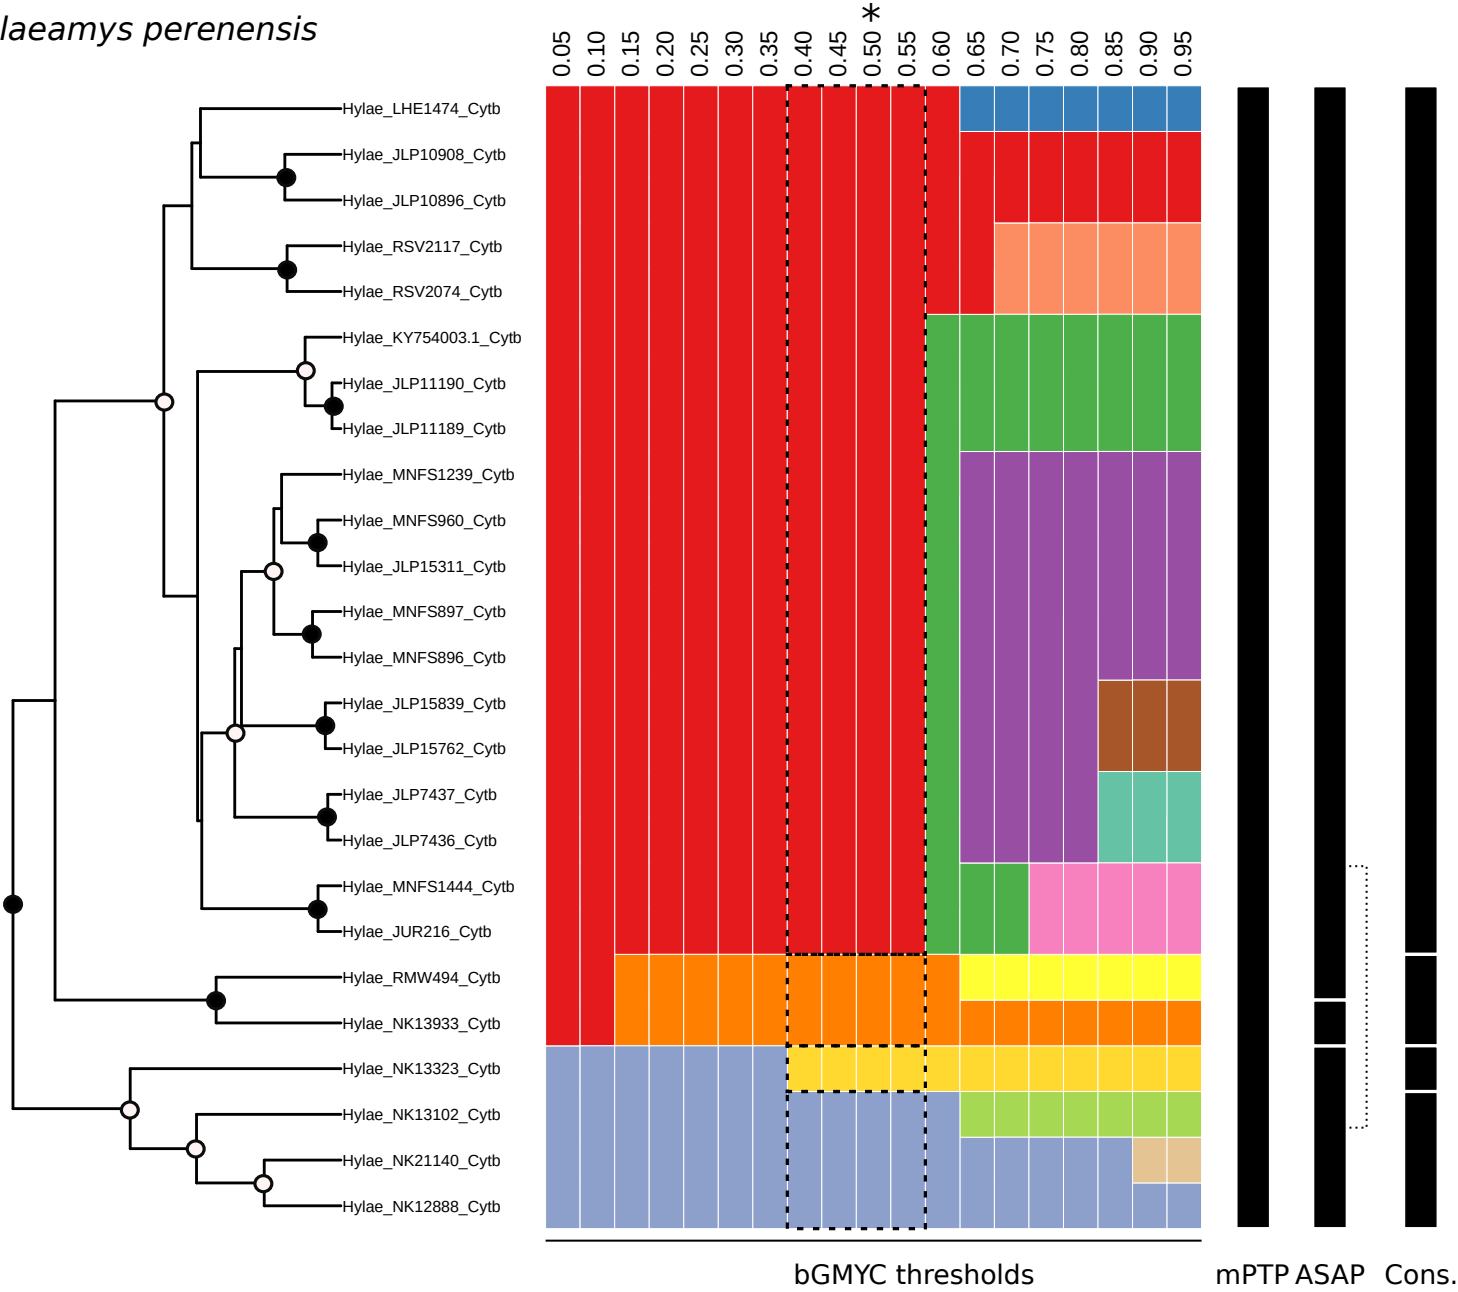 laeamys perenensis
*
0.05 0.10 0.15 0.20 0.25 0.30 0.35 0.40 0.45 0.50 0.55 0.60 0.65 0.70 0.75 0.80 0.85 0.90 0.95
Hylae_LHE1474_Cytb
Hylae_JLP10908_Cytb
Hylae_JLP10896_Cytb
Hylae_RSV2117_Cytb
Hylae_RSV2074_Cytb
Hylae_KY754003.1_Cytb
Hylae_JLP11190_Cytb
Hylae_JLP11189_Cytb
Hylae_MNFS1239_Cytb
Hylae_MNFS960_Cytb
Hylae_JLP15311_Cytb
Hylae_MNFS897_Cytb
Hylae_MNFS896_Cytb
Hylae_JLP15839_Cytb
Hylae_JLP15762_Cytb
Hylae_JLP7437_Cytb
Hylae_JLP7436_Cytb
Hylae_MNFS1444_Cytb
Hylae_JUR216_Cytb
Hylae_RMW494_Cytb
Hylae_NK13933_Cytb
Hylae_NK13323_Cytb
Hylae_NK13102_Cytb
Hylae_NK21140_Cytb
Hylae_NK12888_Cytb
bGMYC thresholds mPTP ASAP Cons.